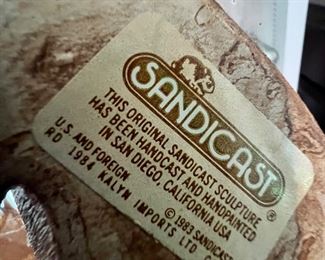 SANDICAST®
THIS ORIGINAL SANDICAST SCULPTURE
HAS BEEN HANDCAST AND HANDPAINTED
IN SAN DIEGO, CALIFORNIA USA
© 1983 SANDICAST
U.S. AND FOREIGN
RD 1984 KALYN IMPORTS LTD